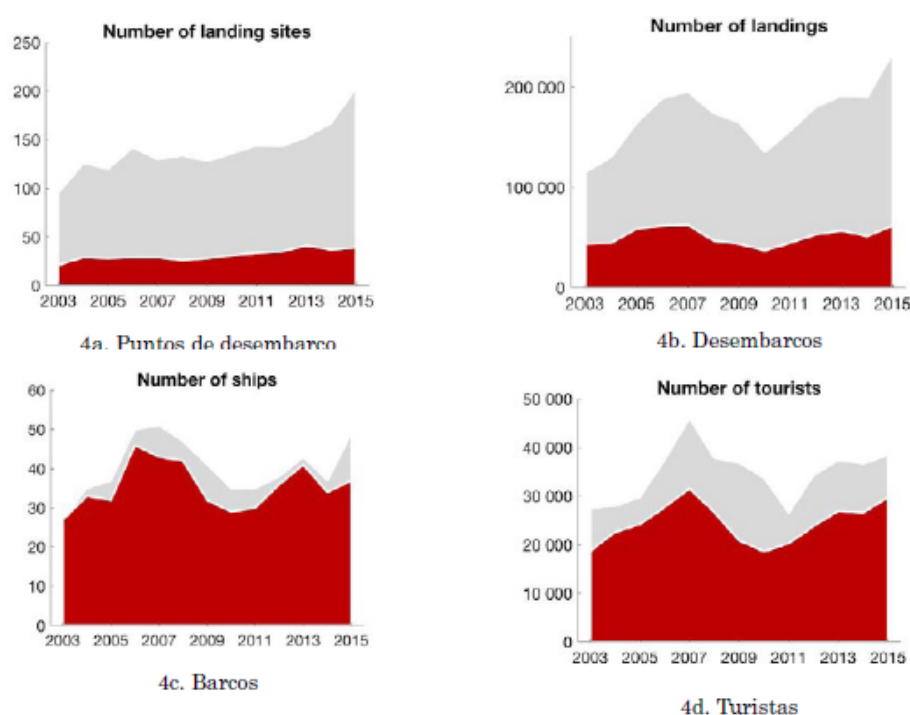 Number of landing sites
250
200
150
100
50
0
2003 2005 2007 2009 2011 2013 2015
4a. Puntos de desembarco
Number of landings
200 000
100 000
0
2003 2005 2007 2009 2011 2013 2015
4b. Desembarcos
Number of ships
60
50
40
30
20
10
0
2003 2005 2007 2009 2011 2013 2015
4c. Barcos
Number of tourists
50 000
40 000
30 000
20 000
10 000
0
2003 2005 2007 2009 2011 2013 2015
4d. Turistas